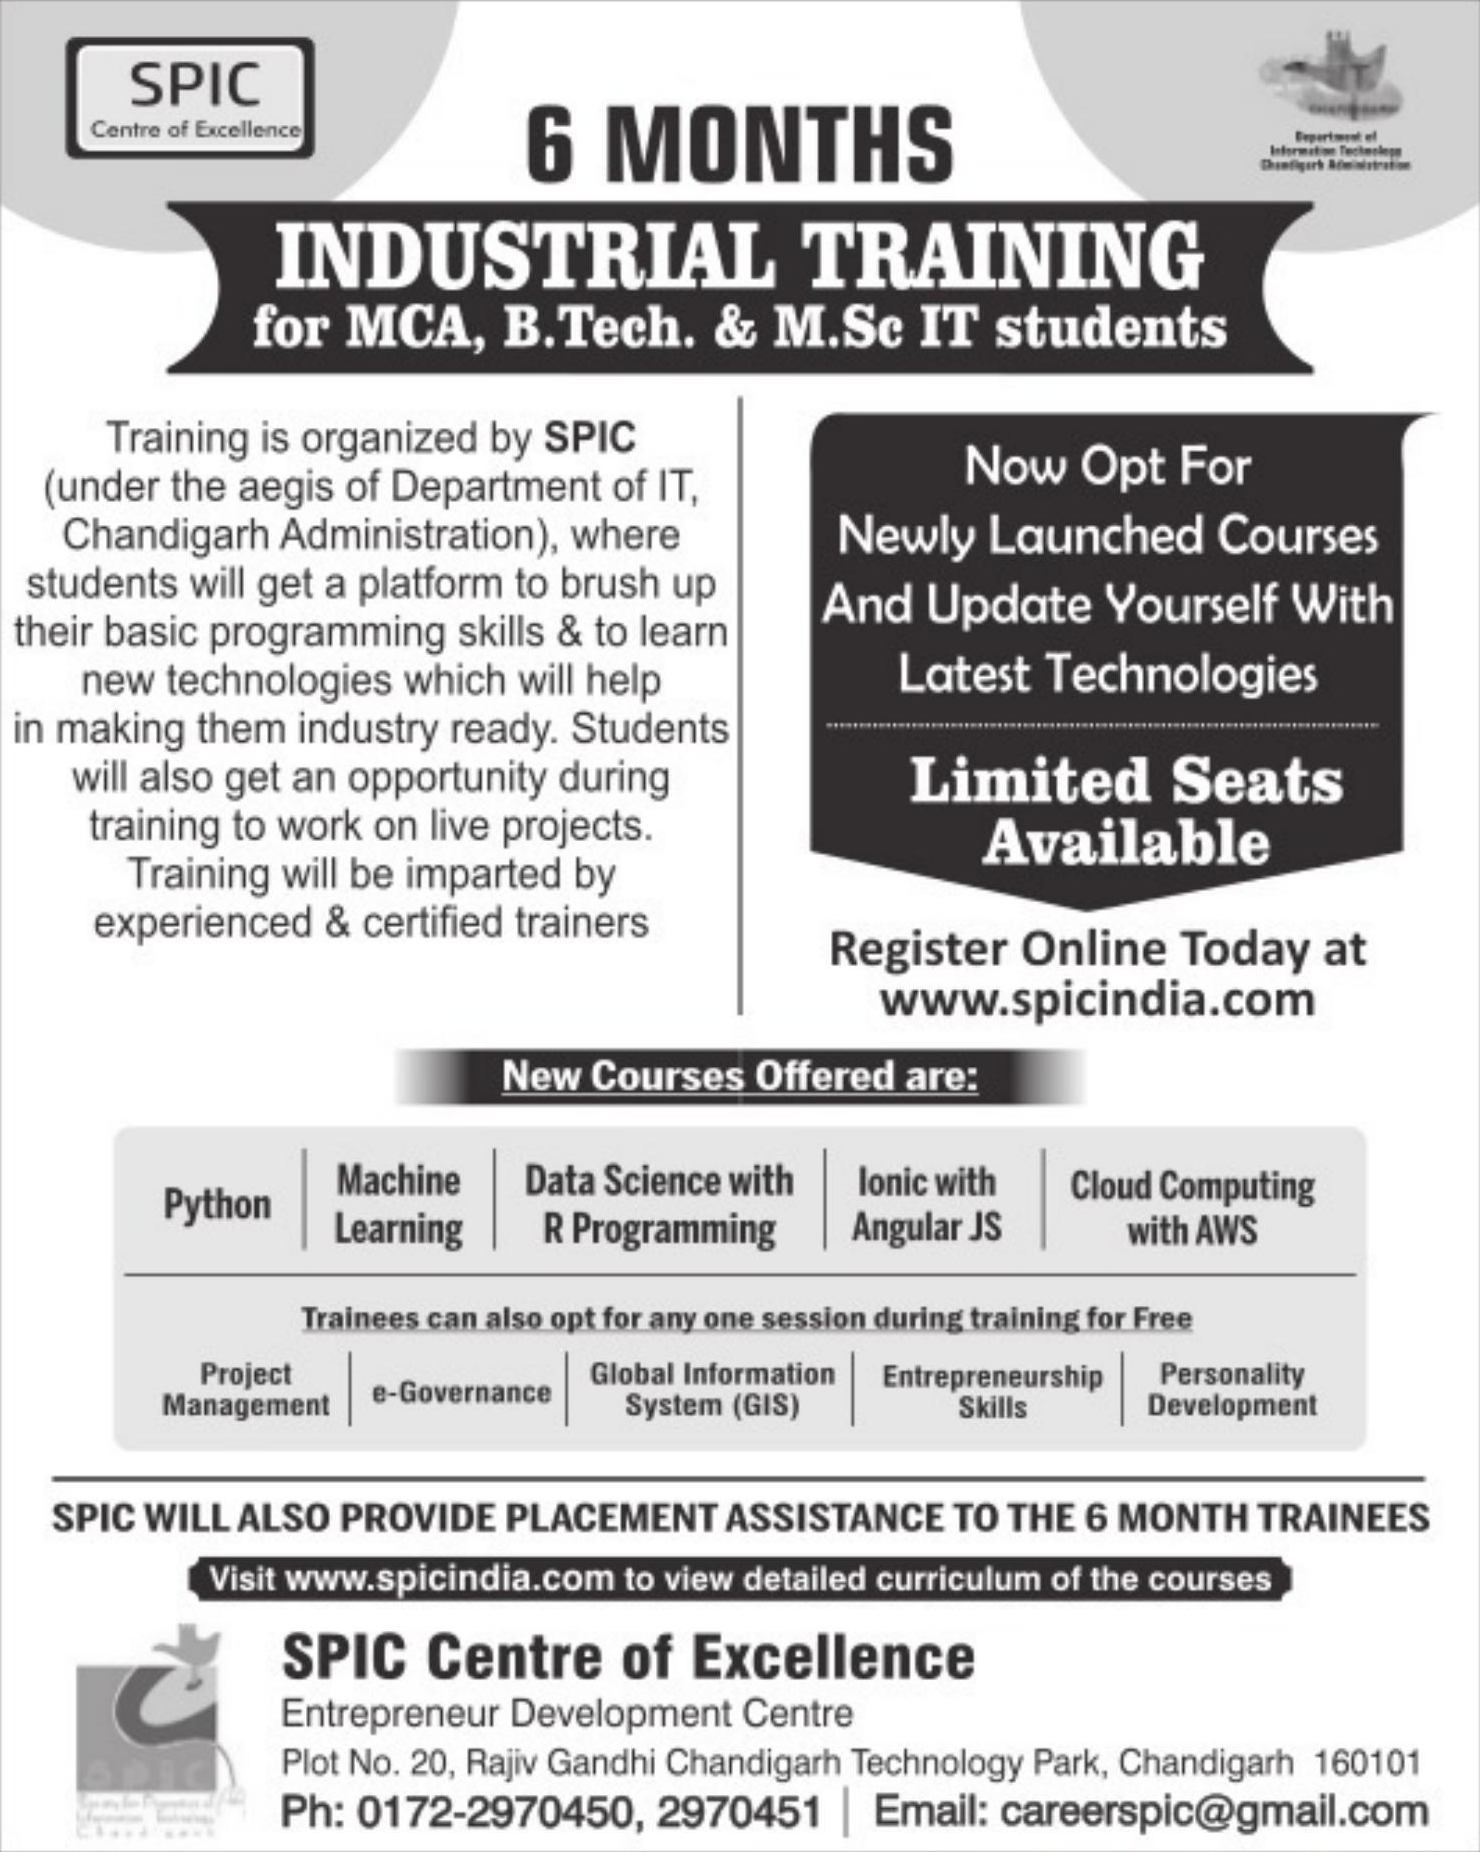 SPIC
Centre of Excellence
Department of
Information Technology
Chandigarh Administration
6 MONTHS
INDUSTRIAL TRAINING
for MCA, B.Tech. & M.Sc IT students
Training is organized by SPIC
(under the aegis of Department of IT,
Chandigarh Administration), where
students will get a platform to brush up
their basic programming skills & to learn
new technologies which will help
in making them industry ready. Students
will also get an opportunity during
training to work on live projects.
Training will be imparted by
experienced & certified trainers
Now Opt For
Newly Launched Courses
And Update Yourself With
Latest Technologies
Limited Seats
Available
Register Online Today at
www.spicindia.com
New Courses Offered are:
Python
Machine
Learning
Data Science with
R Programming
Ionic with
Angular JS
Cloud Computing
with AWS
Trainees can also opt for any one session during training for Free
Project
Management
e-Governance
Global Information
System (GIS)
Entrepreneurship
Skills
Personality
Development
SPIC WILL ALSO PROVIDE PLACEMENT ASSISTANCE TO THE 6 MONTH TRAINEES
Visit www.spicindia.com to view detailed curriculum of the courses
SPIC
SPIC Centre of Excellence
Entrepreneur Development Centre
Plot No. 20, Rajiv Gandhi Chandigarh Technology Park, Chandigarh 160101
Ph: 0172-2970450, 2970451 | Email: careerspic@gmail.com